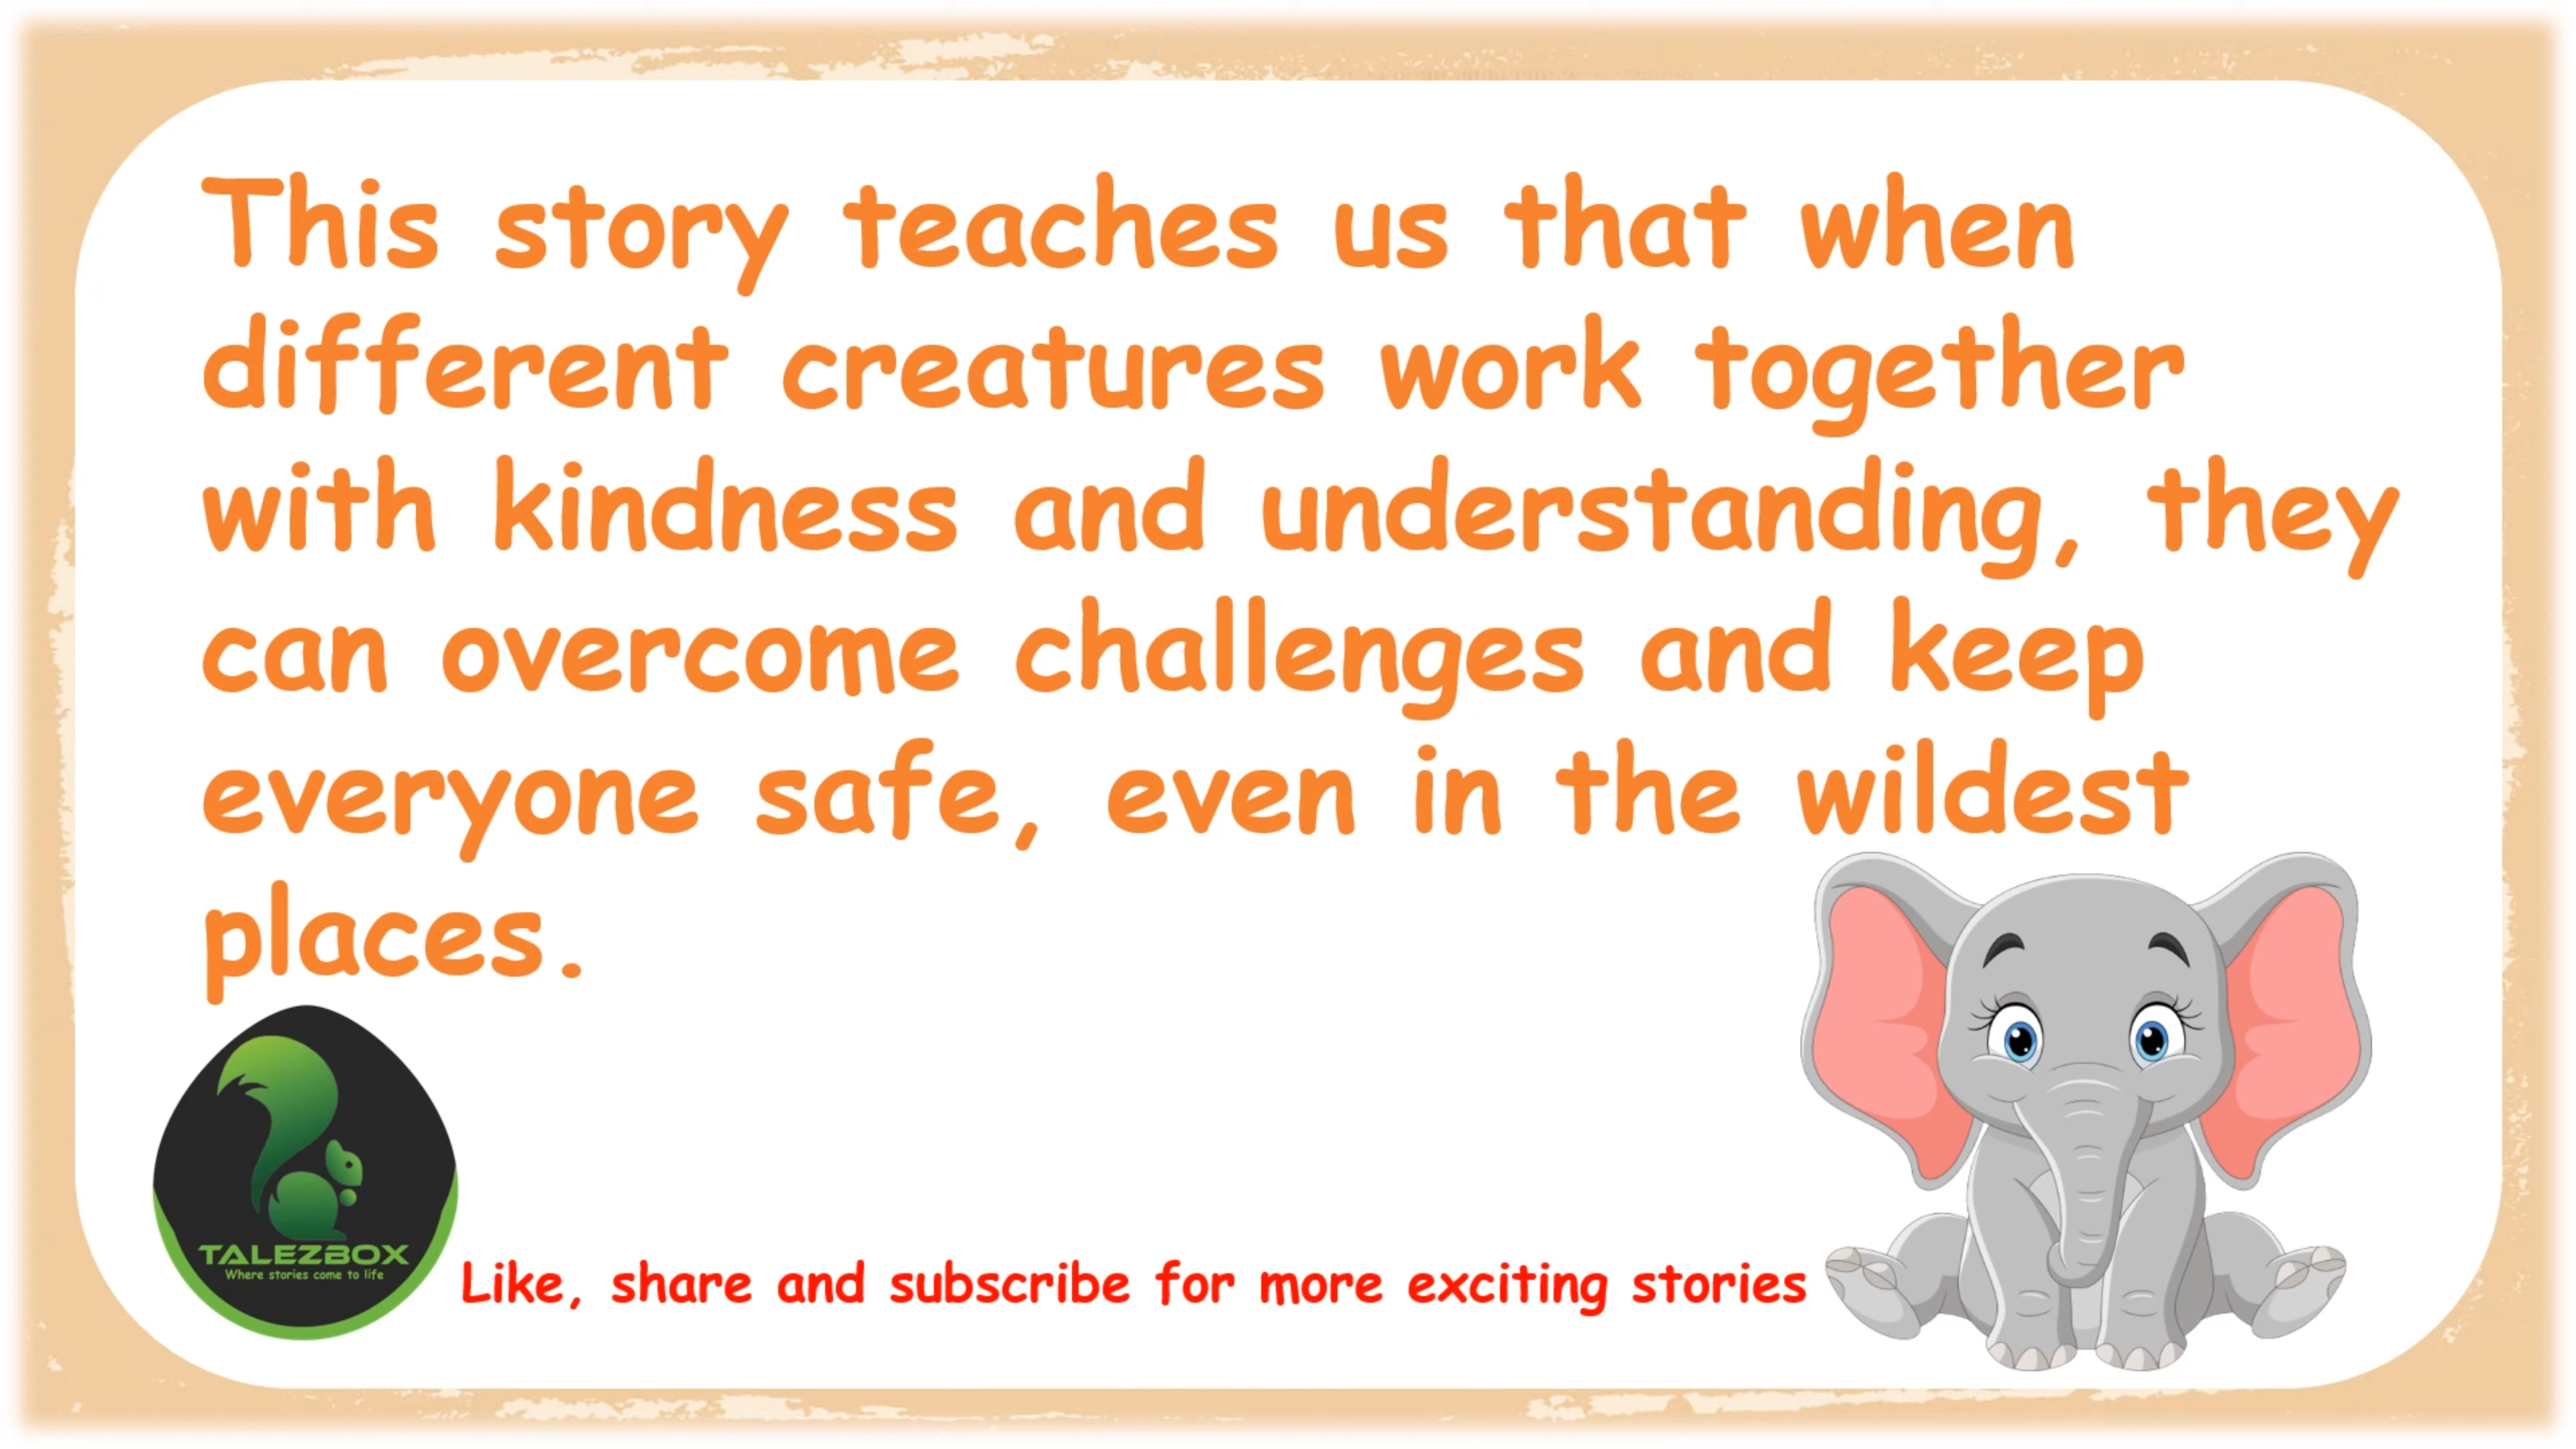 This story teaches us that when
different creatures work together
with kindness and understanding, they
can overcome challenges and keep
everyone safe, even in the wildest
places.
TALEZBOX
Where stories come to life
Like, share and subscribe for more exciting stories